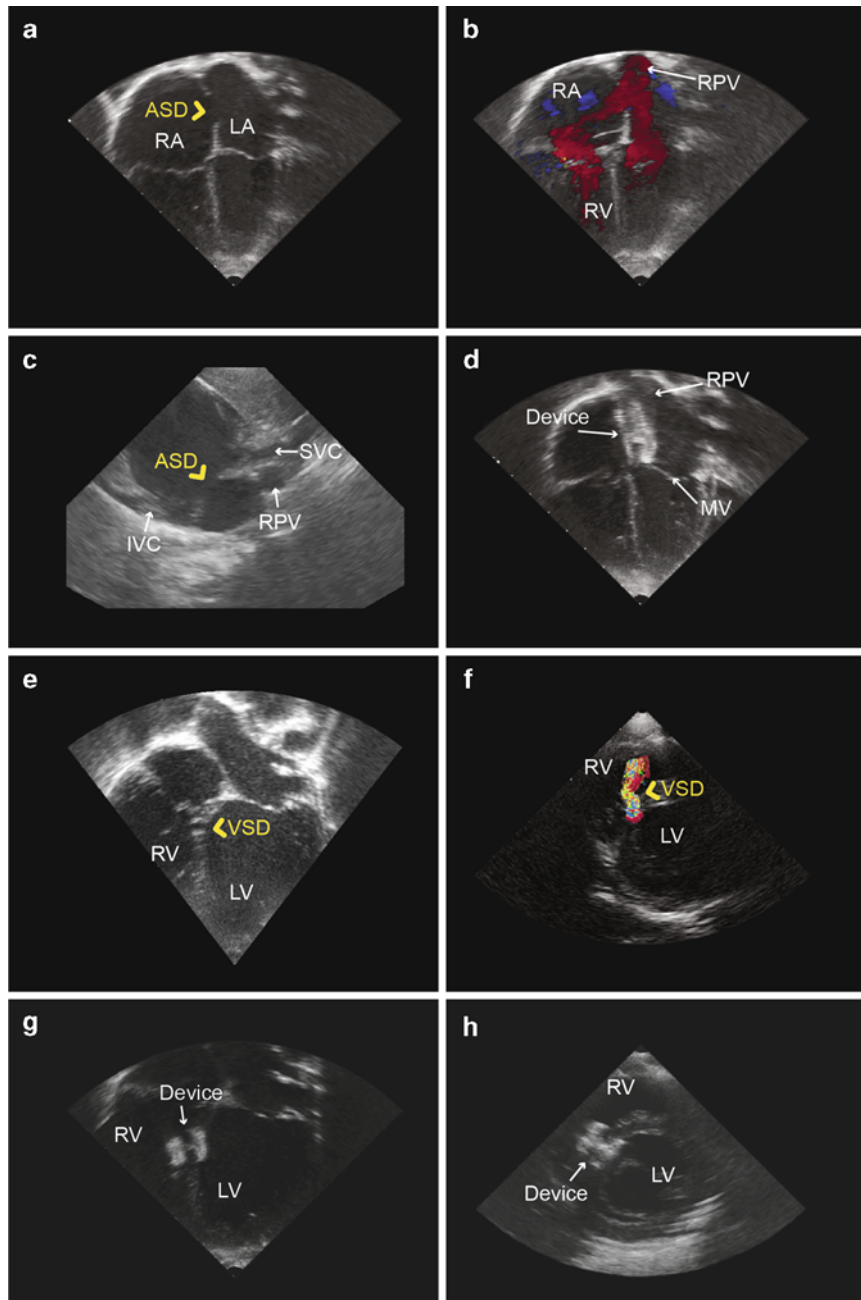 a
ASD
LA
RA
b
RA
RPV
RV
c
ASD
SVC
RPV
IVC
d
RPV
Device
MV
e
VSD
RV
LV
f
RV
VSD
LV
g
Device
RV
LV
h
RV
LV
Device